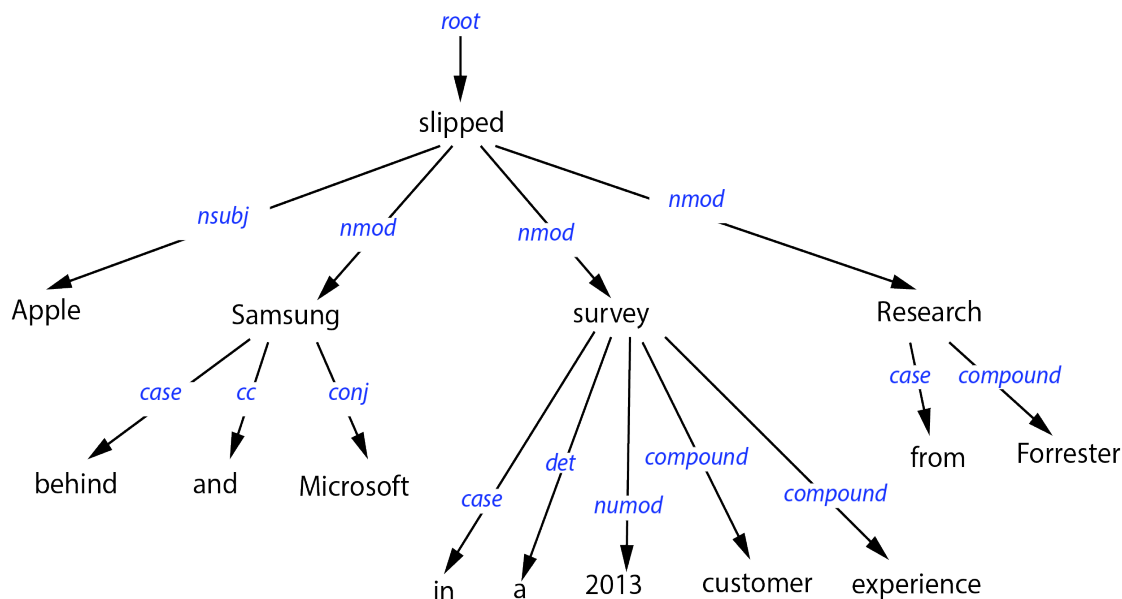 root
slipped
nsubj nmod nmod nmod
Apple Samsung survey Research
case cc conj case compound
behind and Microsoft from Forrester
case det numod compound compound
in a 2013 customer experience